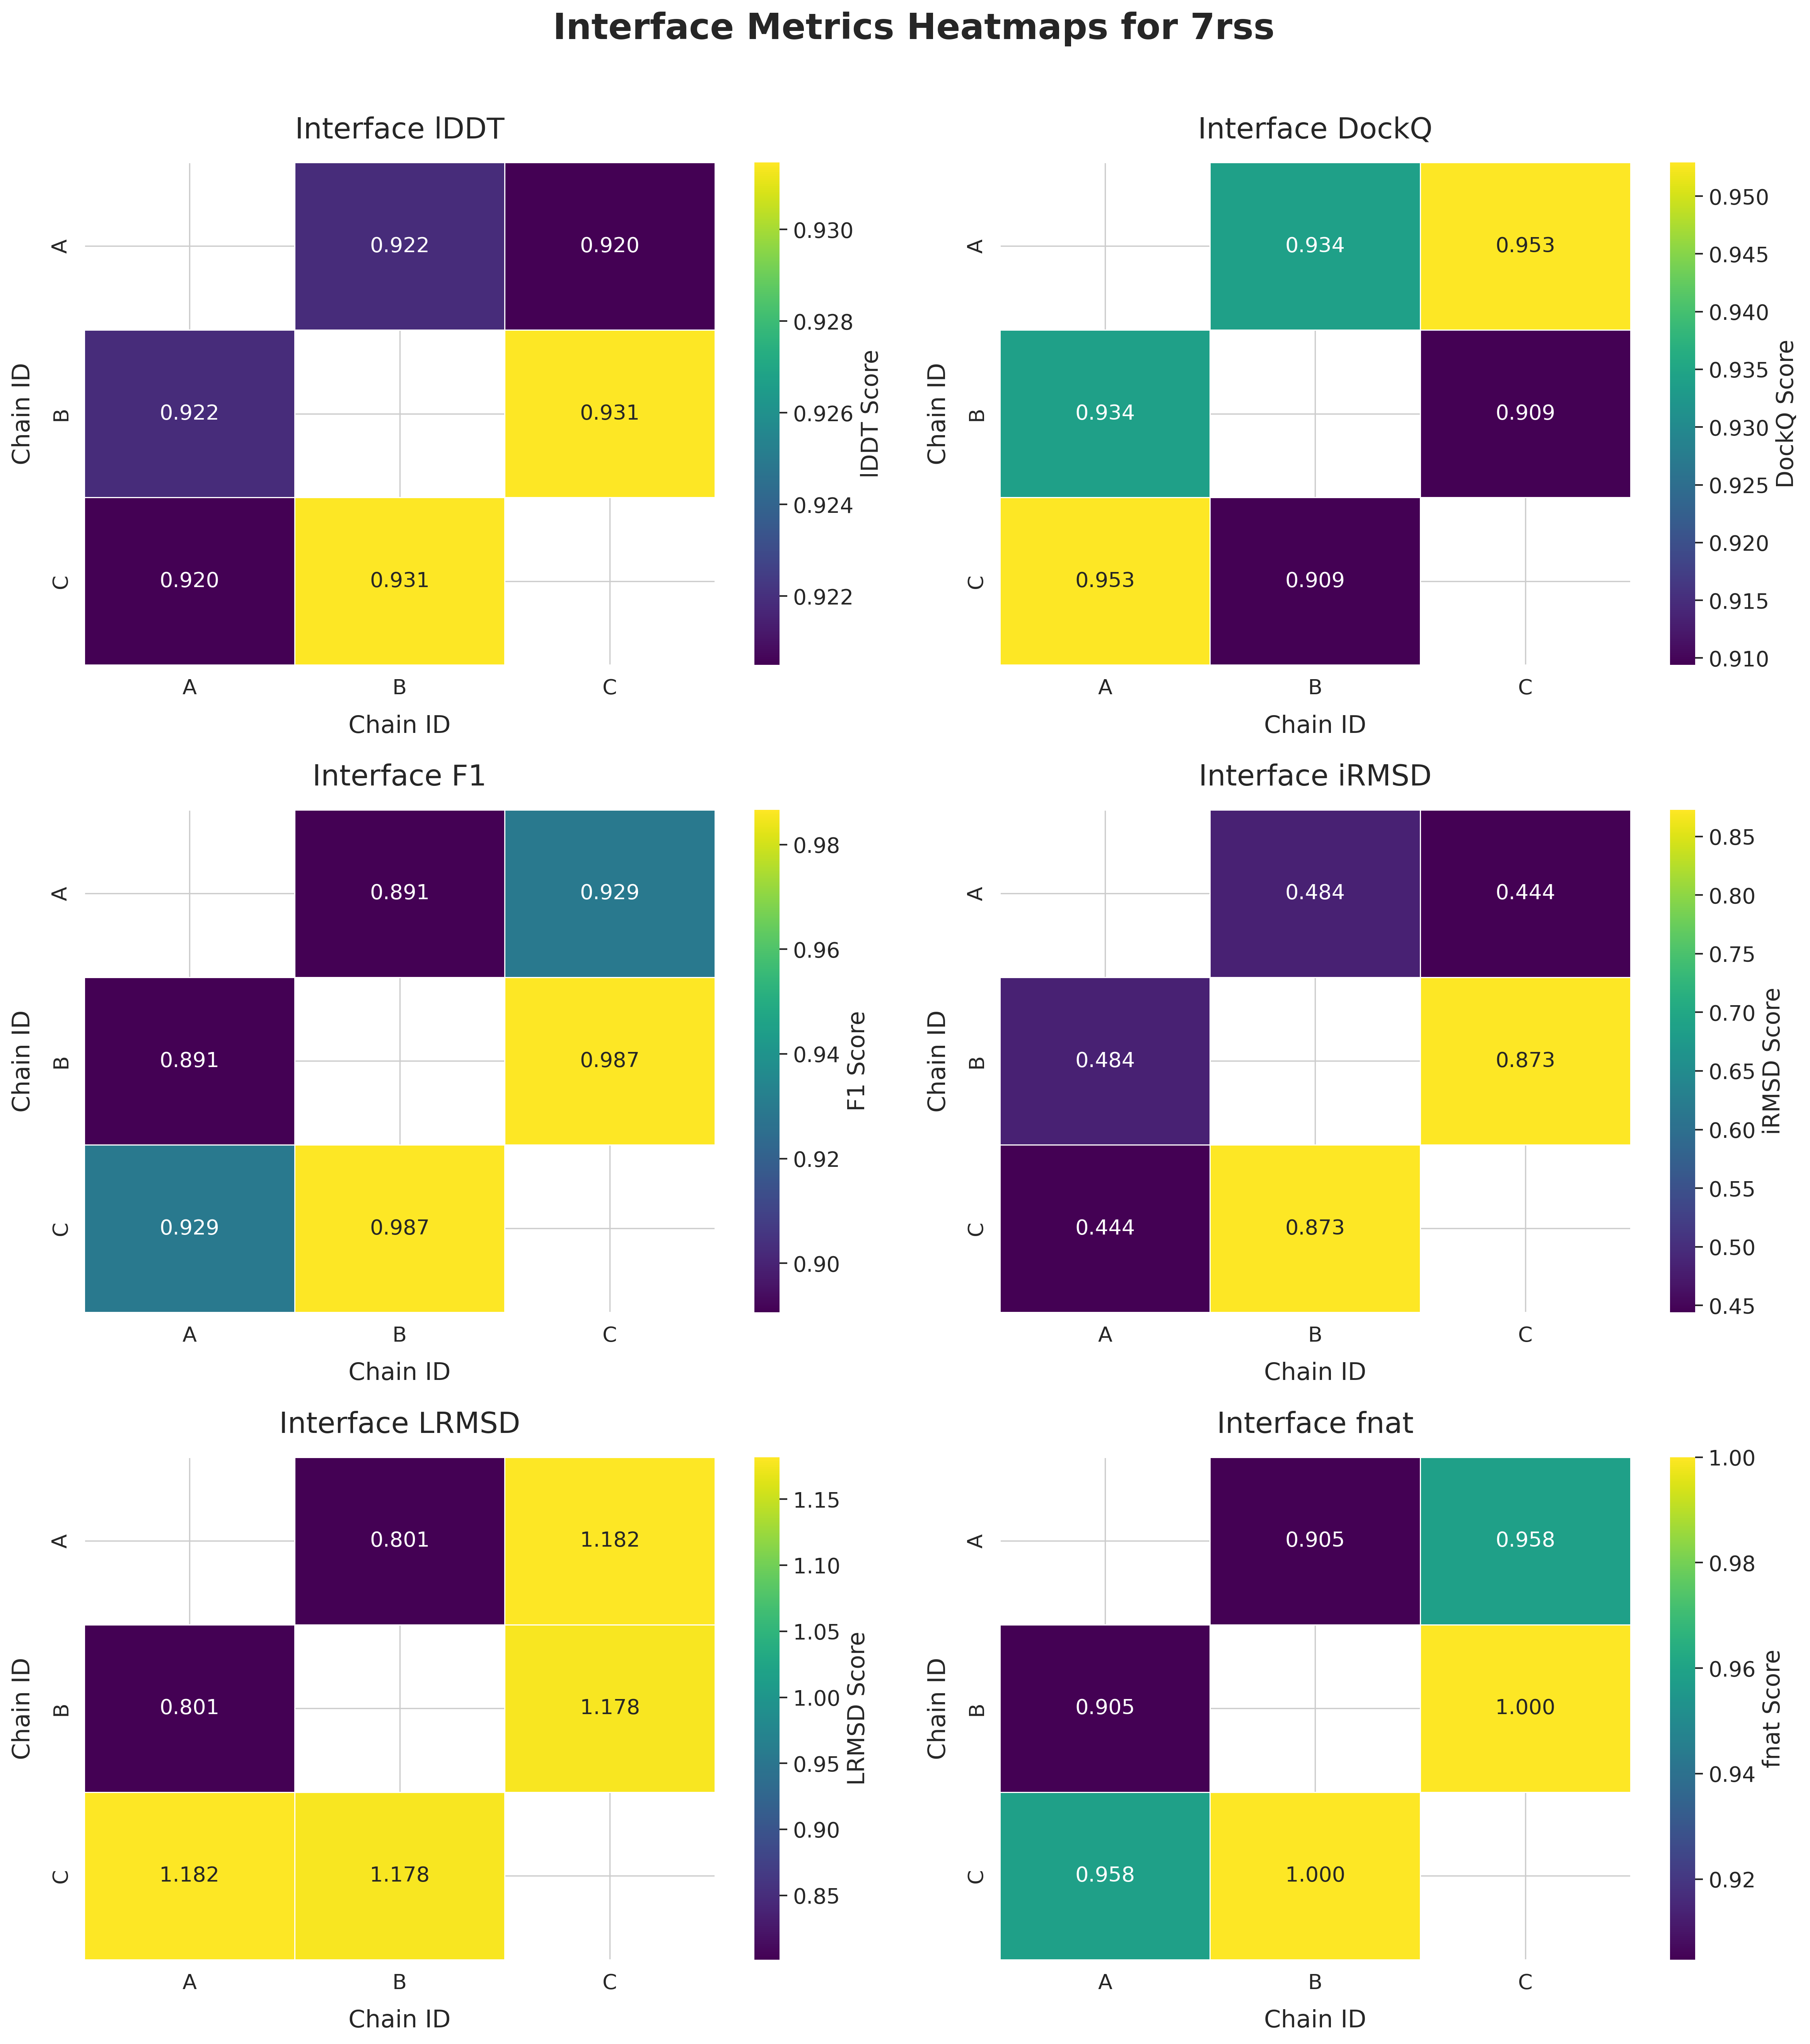 Interface Metrics Heatmaps for 7rss
Interface lDDT
A
B
C
Chain ID
0.922 0.920
0.922 0.931
0.920 0.931
A B C
Chain ID
0.930
0.928
0.926
0.924
0.922
lDDT Score
Interface DockQ
A
B
C
Chain ID
0.934 0.953
0.934 0.909
0.953 0.909
A B C
Chain ID
0.950
0.945
0.940
0.935
0.930
0.925
0.920
0.915
0.910
DockQ Score
Interface F1
A
B
C
Chain ID
0.891 0.929
0.891 0.987
0.929 0.987
A B C
Chain ID
0.98
0.96
0.94
0.92
0.90
F1 Score
Interface iRMSD
A
B
C
Chain ID
0.484 0.444
0.484 0.873
0.444 0.873
A B C
Chain ID
0.85
0.80
0.75
0.70
0.65
0.60
0.55
0.50
0.45
iRMSD Score
Interface LRMSD
A
B
C
Chain ID
0.801 1.182
0.801 1.178
1.182 1.178
A B C
Chain ID
1.15
1.10
1.05
1.00
0.95
0.90
0.85
LRMSD Score
Interface fnat
A
B
C
Chain ID
0.905 0.958
0.905 1.000
0.958 1.000
A B C
Chain ID
1.00
0.98
0.96
0.94
0.92
fnat Score